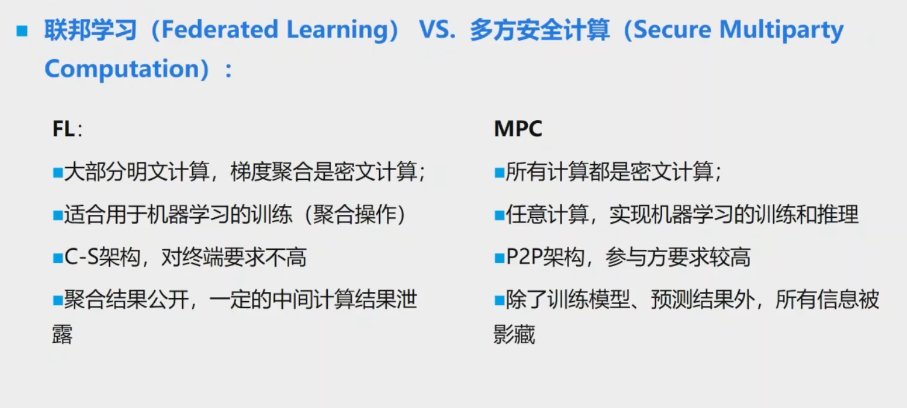 ■ 联邦学习（Federated Learning） VS. 多方安全计算（Secure Multiparty
Computation）:
FL:
■大部分明文计算，梯度聚合是密文计算；
■适合用于机器学习的训练（聚合操作）
■C-S架构，对终端要求不高
■聚合结果公开，一定的中间计算结果泄
露
MPC
■所有计算都是密文计算；
■任意计算，实现机器学习的训练和推理
■P2P架构，参与方要求较高
■除了训练模型、预测结果外，所有信息被
影藏